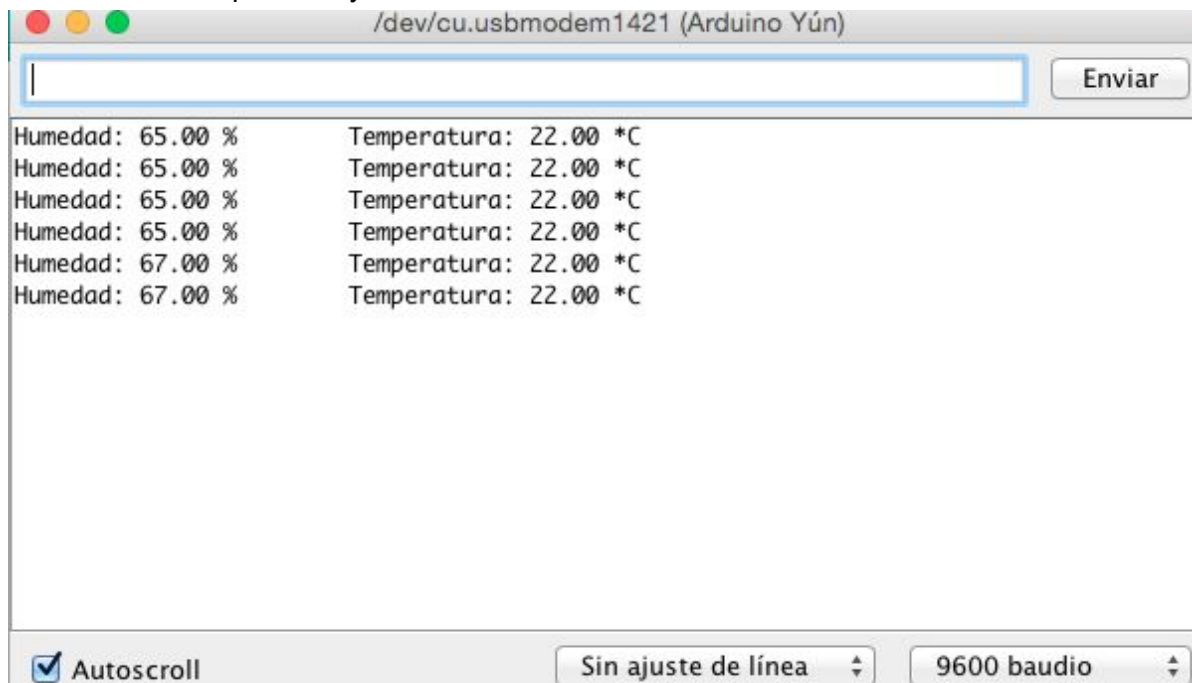 /dev/cu.usbmodem1421 (Arduino Yún)
Enviar
Humedad: 65.00 % Temperatura: 22.00 *C
Humedad: 65.00 % Temperatura: 22.00 *C
Humedad: 65.00 % Temperatura: 22.00 *C
Humedad: 65.00 % Temperatura: 22.00 *C
Humedad: 67.00 % Temperatura: 22.00 *C
Humedad: 67.00 % Temperatura: 22.00 *C
Autoscroll Sin ajuste de línea 9600 baudio